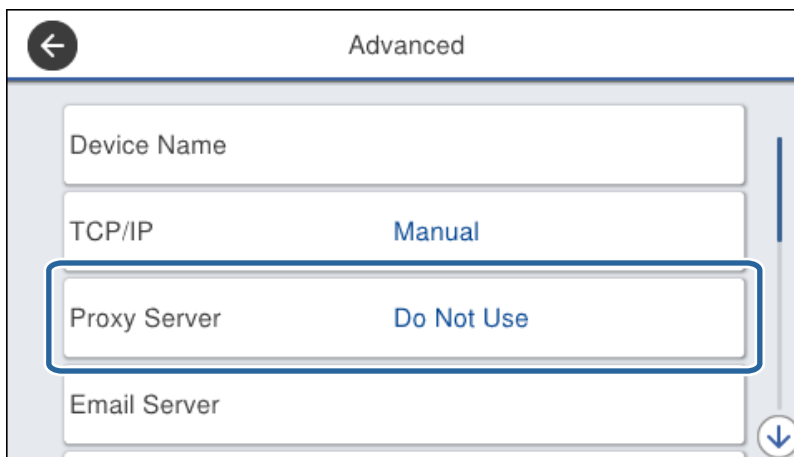 Advanced
Device Name
TCP/IP Manual
Proxy Server Do Not Use
Email Server